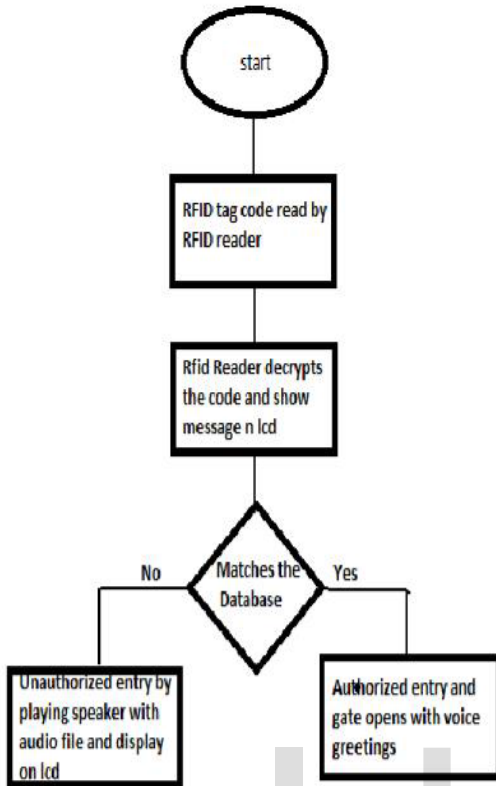 start
RFID tag code read by
RFID reader
Rfid Reader decrypts
the code and show
message n lcd
Matches the
Database
No
Yes
Unauthorized entry by
playing speaker with
audio file and display
on lcd
Authorized entry and
gate opens with voice
greetings